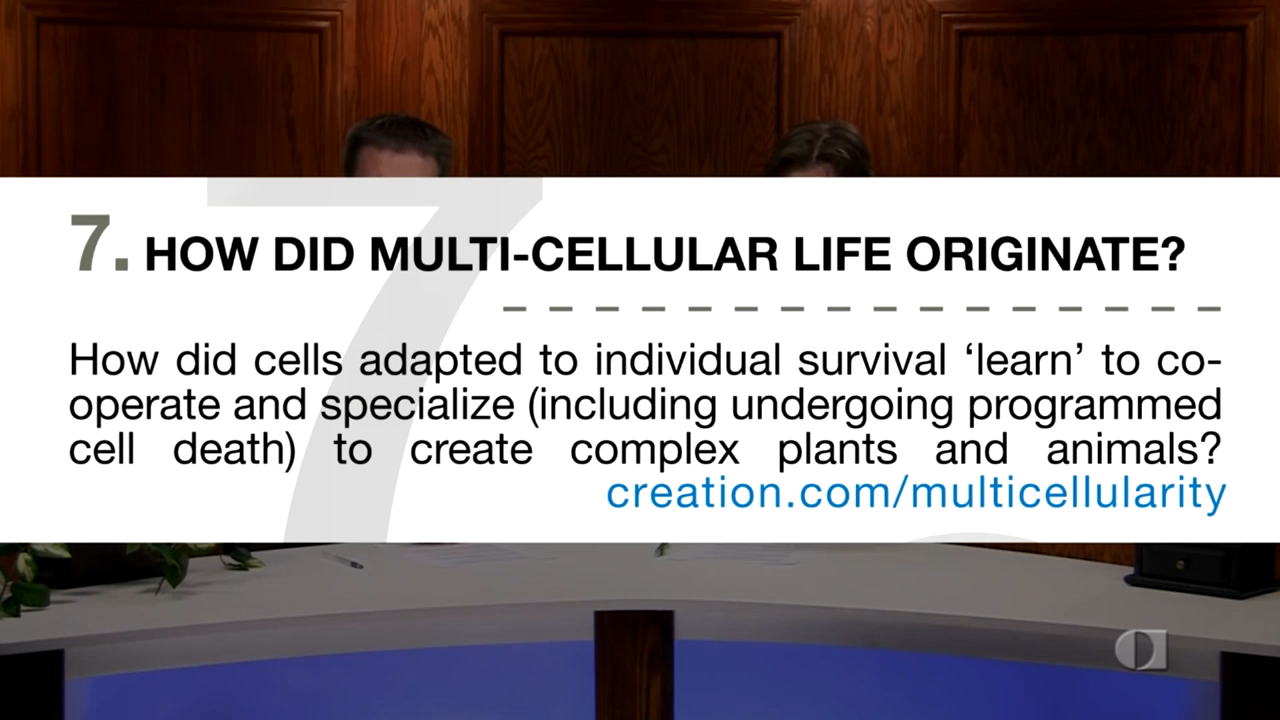 7. HOW DID MULTI-CELLULAR LIFE ORIGINATE?
How did cells adapted to individual survival ‘learn’ to co-
operate and specialize (including undergoing programmed
cell death) to create complex plants and animals?
creation.com/multicellularity